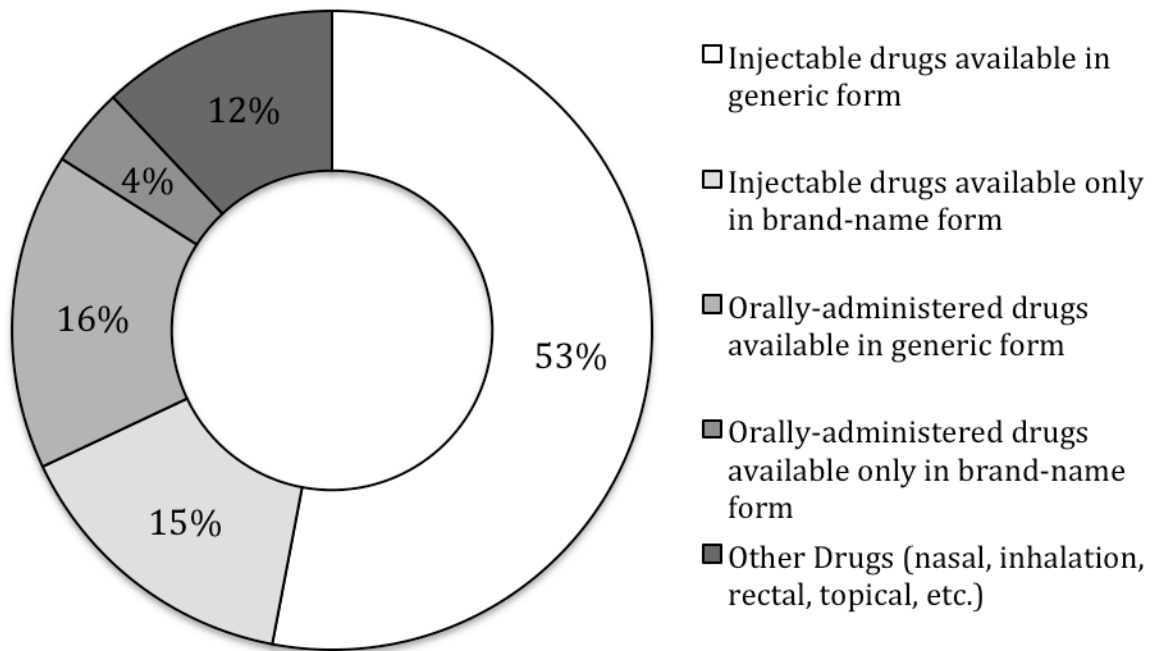 12%
4%
16%
15%
53%
Injectable drugs available in
generic form
Injectable drugs available only
in brand-name form
Orally-administered drugs
available in generic form
Orally-administered drugs
available only in brand-name
form
Other Drugs (nasal, inhalation,
rectal, topical, etc.)